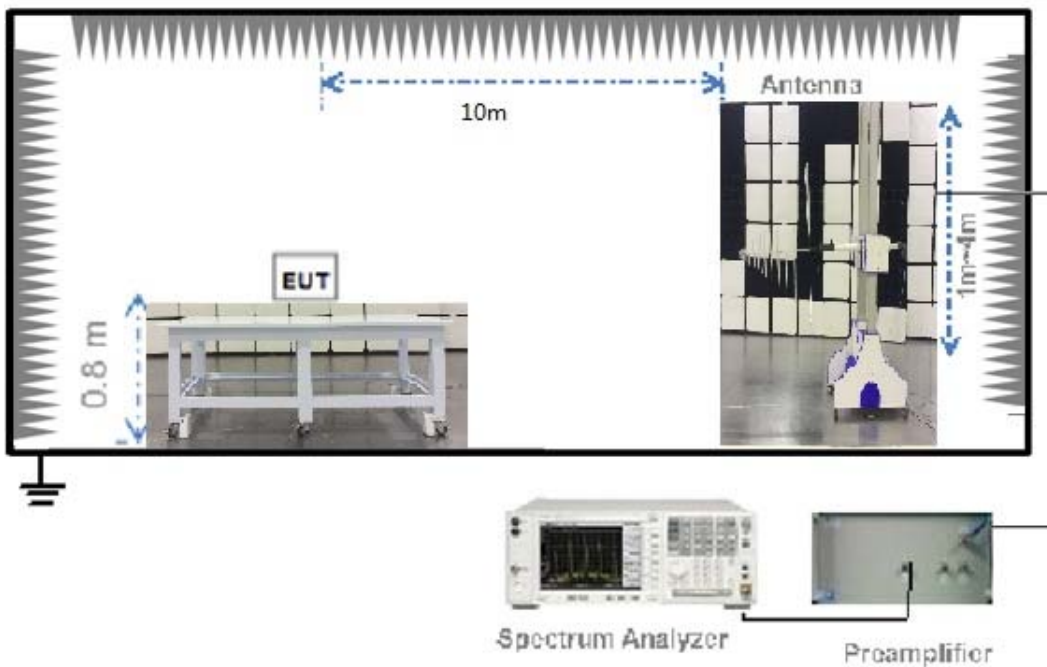 Antenna
10m
EUT
0.8 m
1m~4m
Spectrum Analyzer
Preamplifier